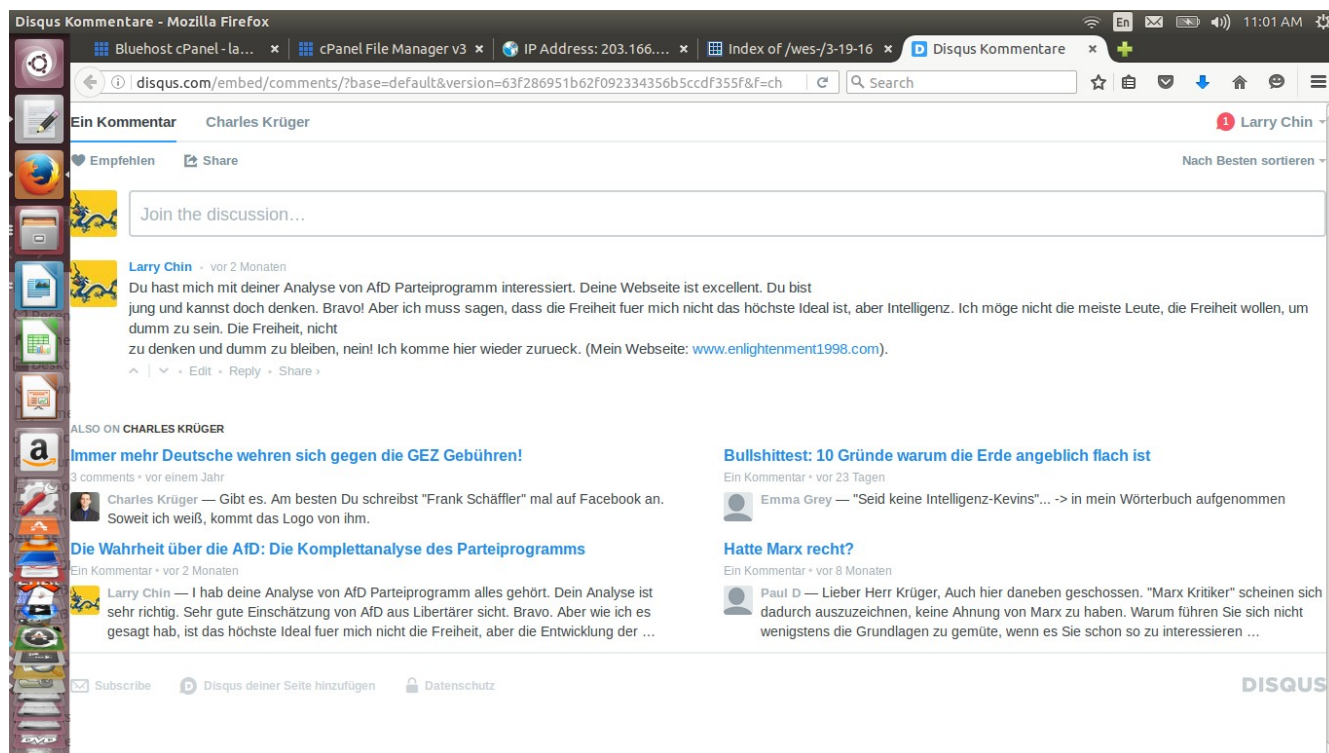 Disqus Kommentare - Mozilla Firefox
En
11:01 AM
Bluehost cPanel - la... ×
cPanel File Manager v3 ×
IP Address: 203.166.... ×
Index of /wes-/3-19-16 ×
Disqus Kommentare ×
disqus.com/embed/comments/?base=default&version=63f286951b62f092334356b5ccdf355f&f=ch
Search
Ein Kommentar
Charles Krüger
1 Larry Chin
Empfehlen
Share
Nach Besten sortieren
Join the discussion…
Larry Chin • vor 2 Monaten
Du hast mich mit deiner Analyse von AfD Parteiprogramm interessiert. Deine Webseite ist excellent. Du bist
jung und kannst doch denken. Bravo! Aber ich muss sagen, dass die Freiheit fuer mich nicht das höchste Ideal ist, aber Intelligenz. Ich möge nicht die meiste Leute, die Freiheit wollen, um
dumm zu sein. Die Freiheit, nicht
zu denken und dumm zu bleiben, nein! Ich komme hier wieder zurueck. (Mein Webseite: www.enlightenment1998.com).
• Edit • Reply • Share ›
ALSO ON CHARLES KRÜGER
Immer mehr Deutsche wehren sich gegen die GEZ Gebühren!
3 comments • vor einem Jahr
Charles Krüger — Gibt es. Am besten Du schreibst "Frank Schäffler" mal auf Facebook an.
Soweit ich weiß, kommt das Logo von ihm.
Bullshittest: 10 Gründe warum die Erde angeblich flach ist
Ein Kommentar • vor 23 Tagen
Emma Grey — "Seid keine Intelligenz-Kevins"... -> in mein Wörterbuch aufgenommen
Die Wahrheit über die AfD: Die Komplettanalyse des Parteiprogramms
Ein Kommentar • vor 2 Monaten
Larry Chin — I hab deine Analyse von AfD Parteiprogramm alles gehört. Dein Analyse ist
sehr richtig. Sehr gute Einschätzung von AfD aus Libertärer sicht. Bravo. Aber wie ich es
gesagt hab, ist das höchste Ideal fuer mich nicht die Freiheit, aber die Entwicklung der …
Hatte Marx recht?
Ein Kommentar • vor 8 Monaten
Paul D — Lieber Herr Krüger, Auch hier daneben geschossen. "Marx Kritiker" scheinen sich
dadurch auszuzeichnen, keine Ahnung von Marx zu haben. Warum führen Sie sich nicht
wenigstens die Grundlagen zu gemüte, wenn es Sie schon so zu interessieren …
Subscribe
Disqus deiner Seite hinzufügen
Datenschutz
DISQUS